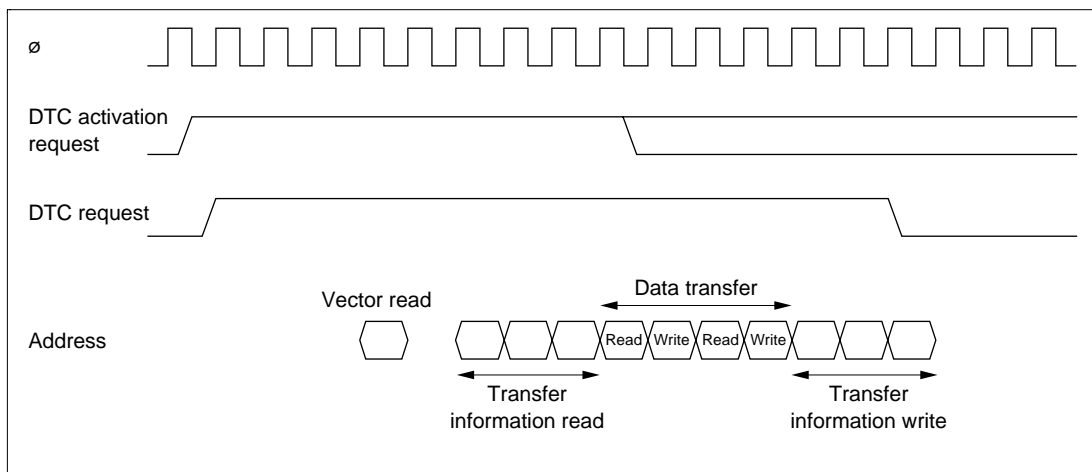 ø
DTC activation
request
DTC request
Data transfer
Vector read
Address
Read Write Read Write
Transfer
information read
Transfer
information write